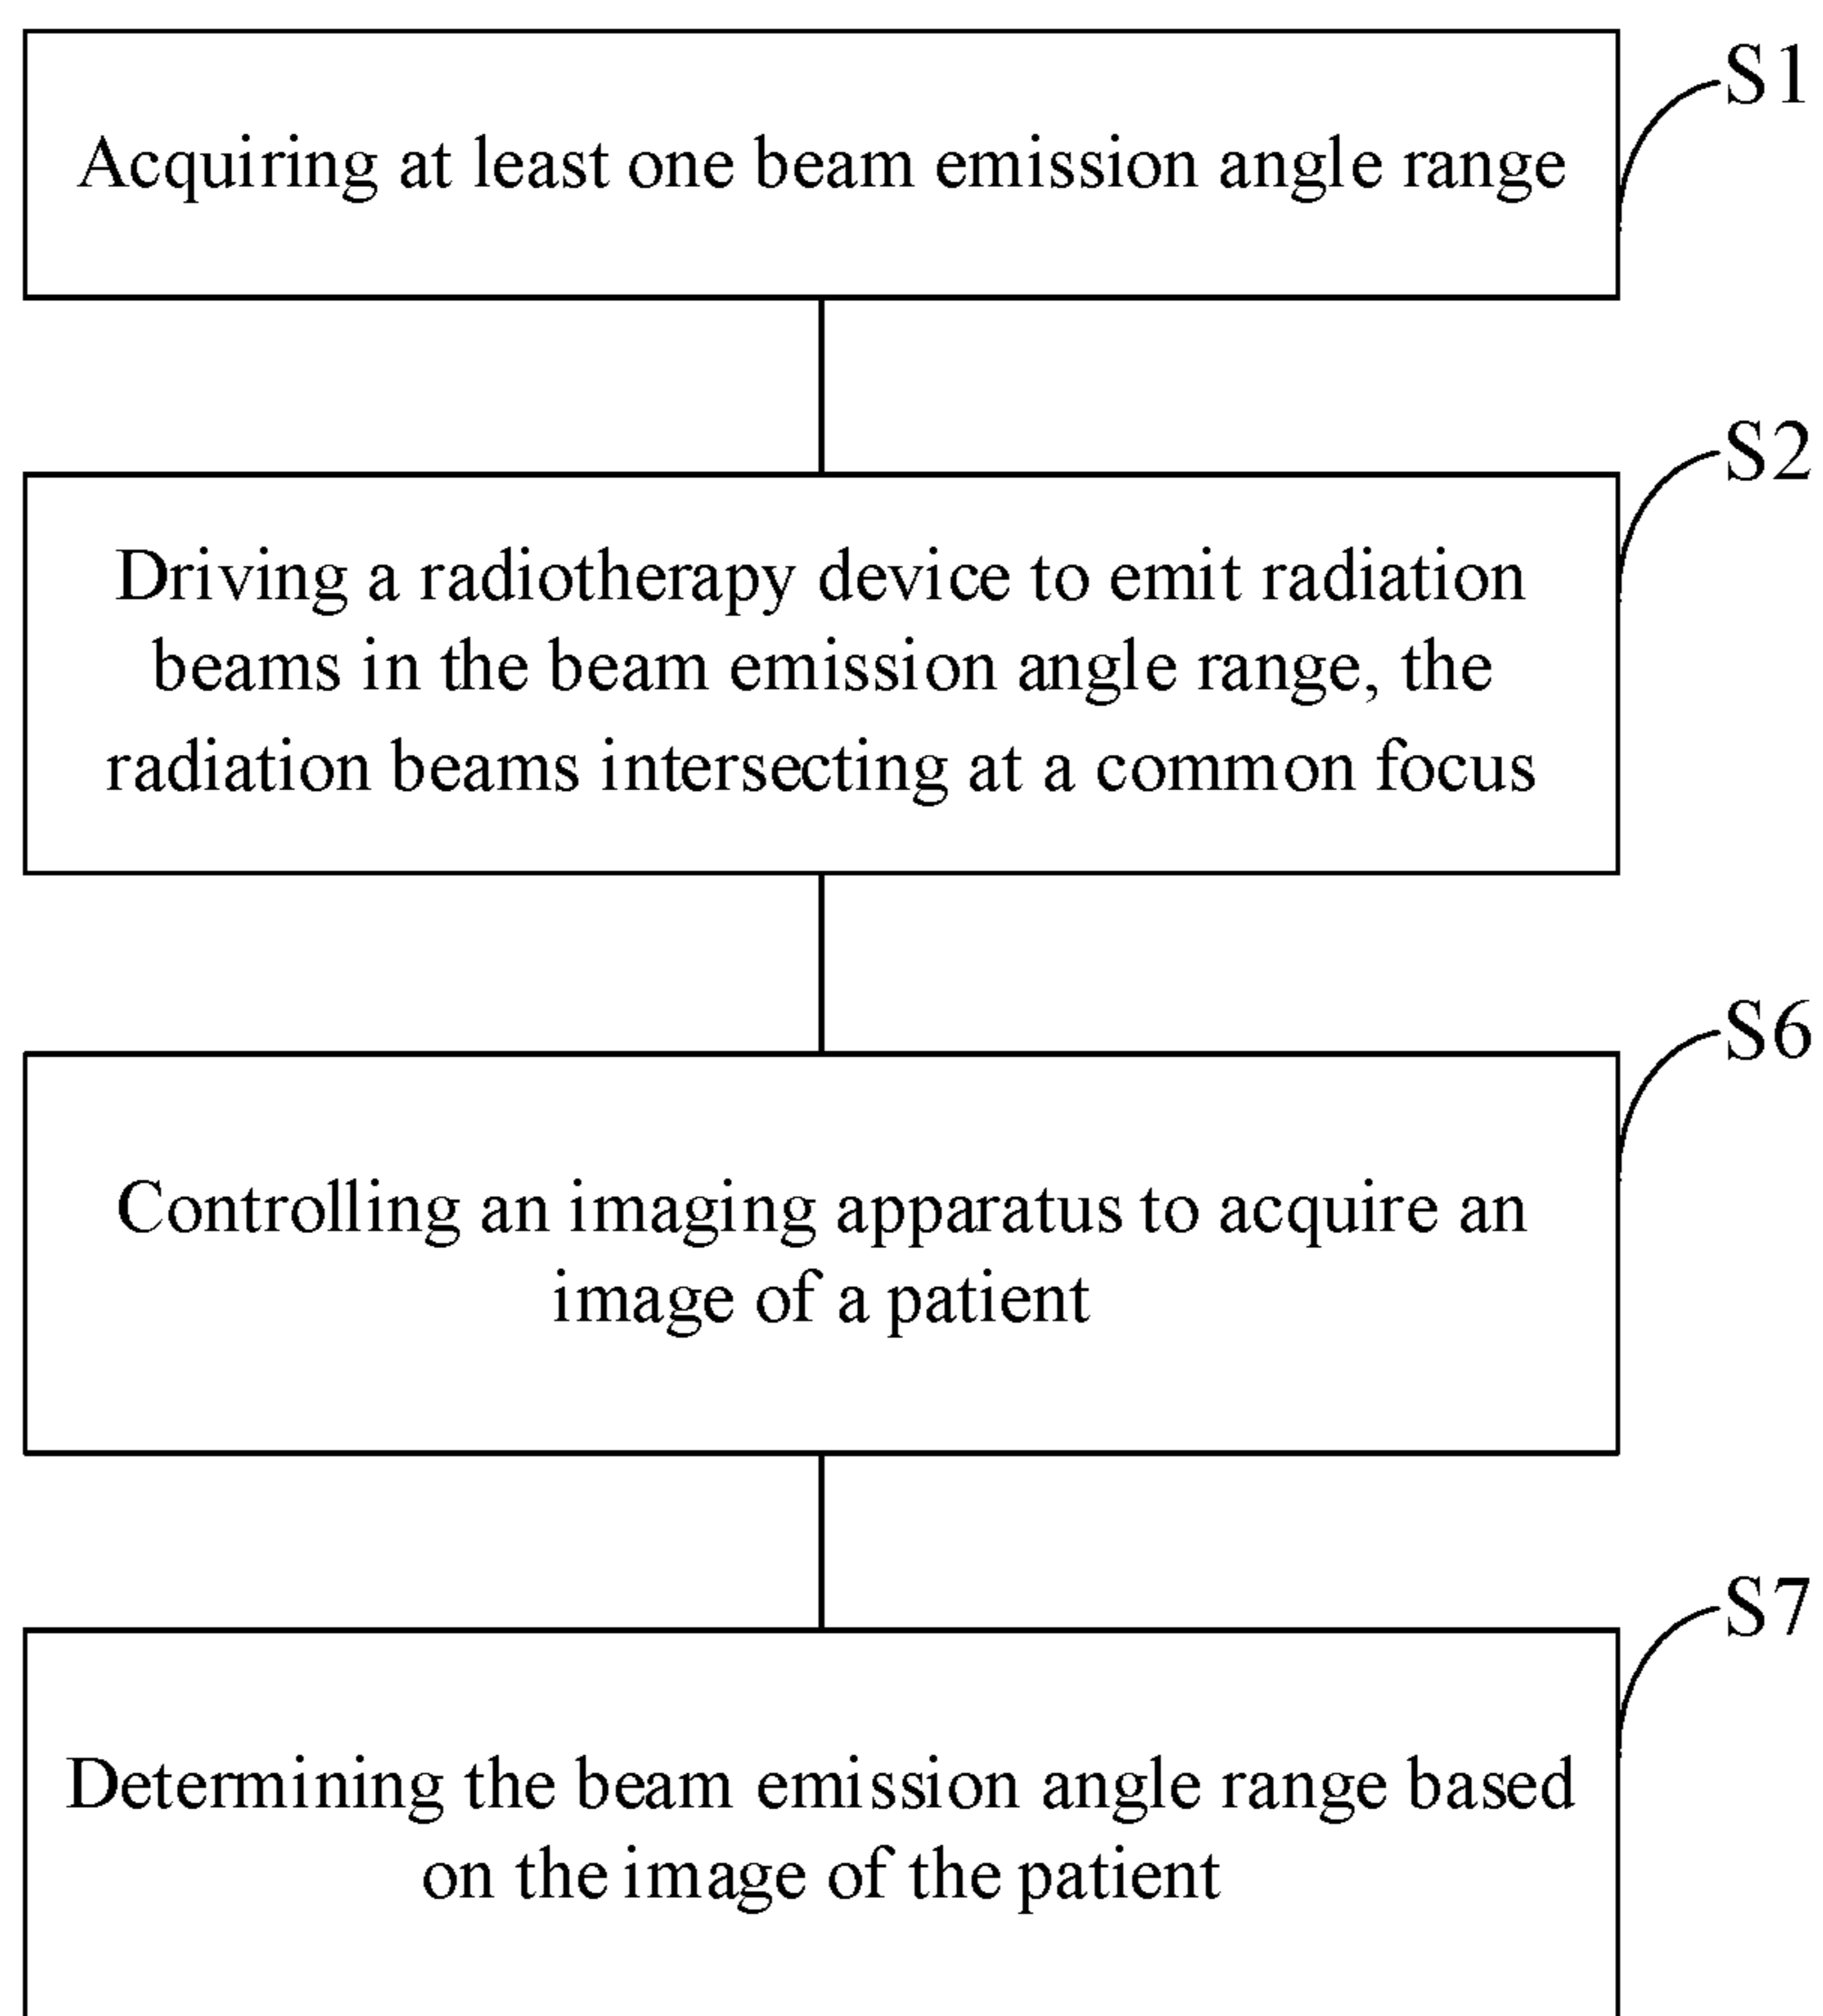 S1
Acquiring at least one beam emission angle range
S2
Driving a radiotherapy device to emit radiation
beams in the beam emission angle range, the
radiation beams intersecting at a common focus
S6
Controlling an imaging apparatus to acquire an
image of a patient
S7
Determining the beam emission angle range based
on the image of the patient